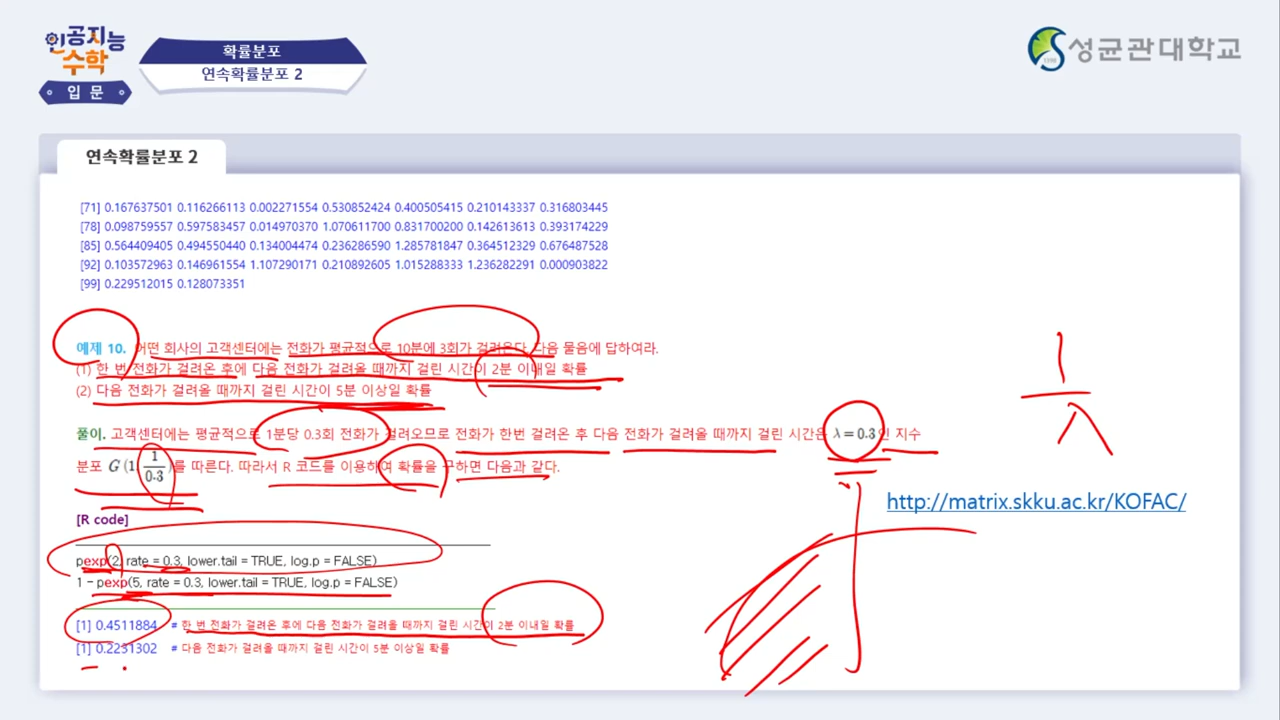 인공지능
수학
입문
확률분포
연속확률분포 2
성균관대학교
연속확률분포 2
[71] 0.167637501 0.116266113 0.002271554 0.530852424 0.400505415 0.210143337 0.316803445
[78] 0.098759557 0.597583457 0.014970370 1.070611700 0.831700200 0.142613613 0.393174229
[85] 0.564409405 0.494550440 0.134004474 0.236286590 1.285781847 0.364512329 0.676487528
[92] 0.103572963 0.146961554 1.107290171 0.210892605 1.015288333 1.236282291 0.000903822
[99] 0.229512015 0.128073351
예제 10. 어떤 회사의 고객센터에는 전화가 평균적으로 10분에 3회가 걸려온다. 다음 물음에 답하여라.
(1) 한 번 전화가 걸려온 후에 다음 전화가 걸려올 때까지 걸린 시간이 2분 이내일 확률
(2) 다음 전화가 걸려올 때까지 걸린 시간이 5분 이상일 확률
풀이. 고객센터에는 평균적으로 1분당 0.3회 전화가 걸려오므로 전화가 한번 걸려온 후 다음 전화가 걸려올 때까지 걸린 시간은 λ = 0.3인 지수
분포 G (1, 1/0.3)를 따른다. 따라서 R 코드를 이용하여 확률을 구하면 다음과 같다.
1/λ
http://matrix.skku.ac.kr/KOFAC/
[R code]
pexp(2, rate = 0.3, lower.tail = TRUE, log.p = FALSE)
1 - pexp(5, rate = 0.3, lower.tail = TRUE, log.p = FALSE)
[1] 0.4511884 # 한 번 전화가 걸려온 후에 다음 전화가 걸려올 때까지 걸린 시간이 2분 이내일 확률
[1] 0.2231302 # 다음 전화가 걸려올 때까지 걸린 시간이 5분 이상일 확률